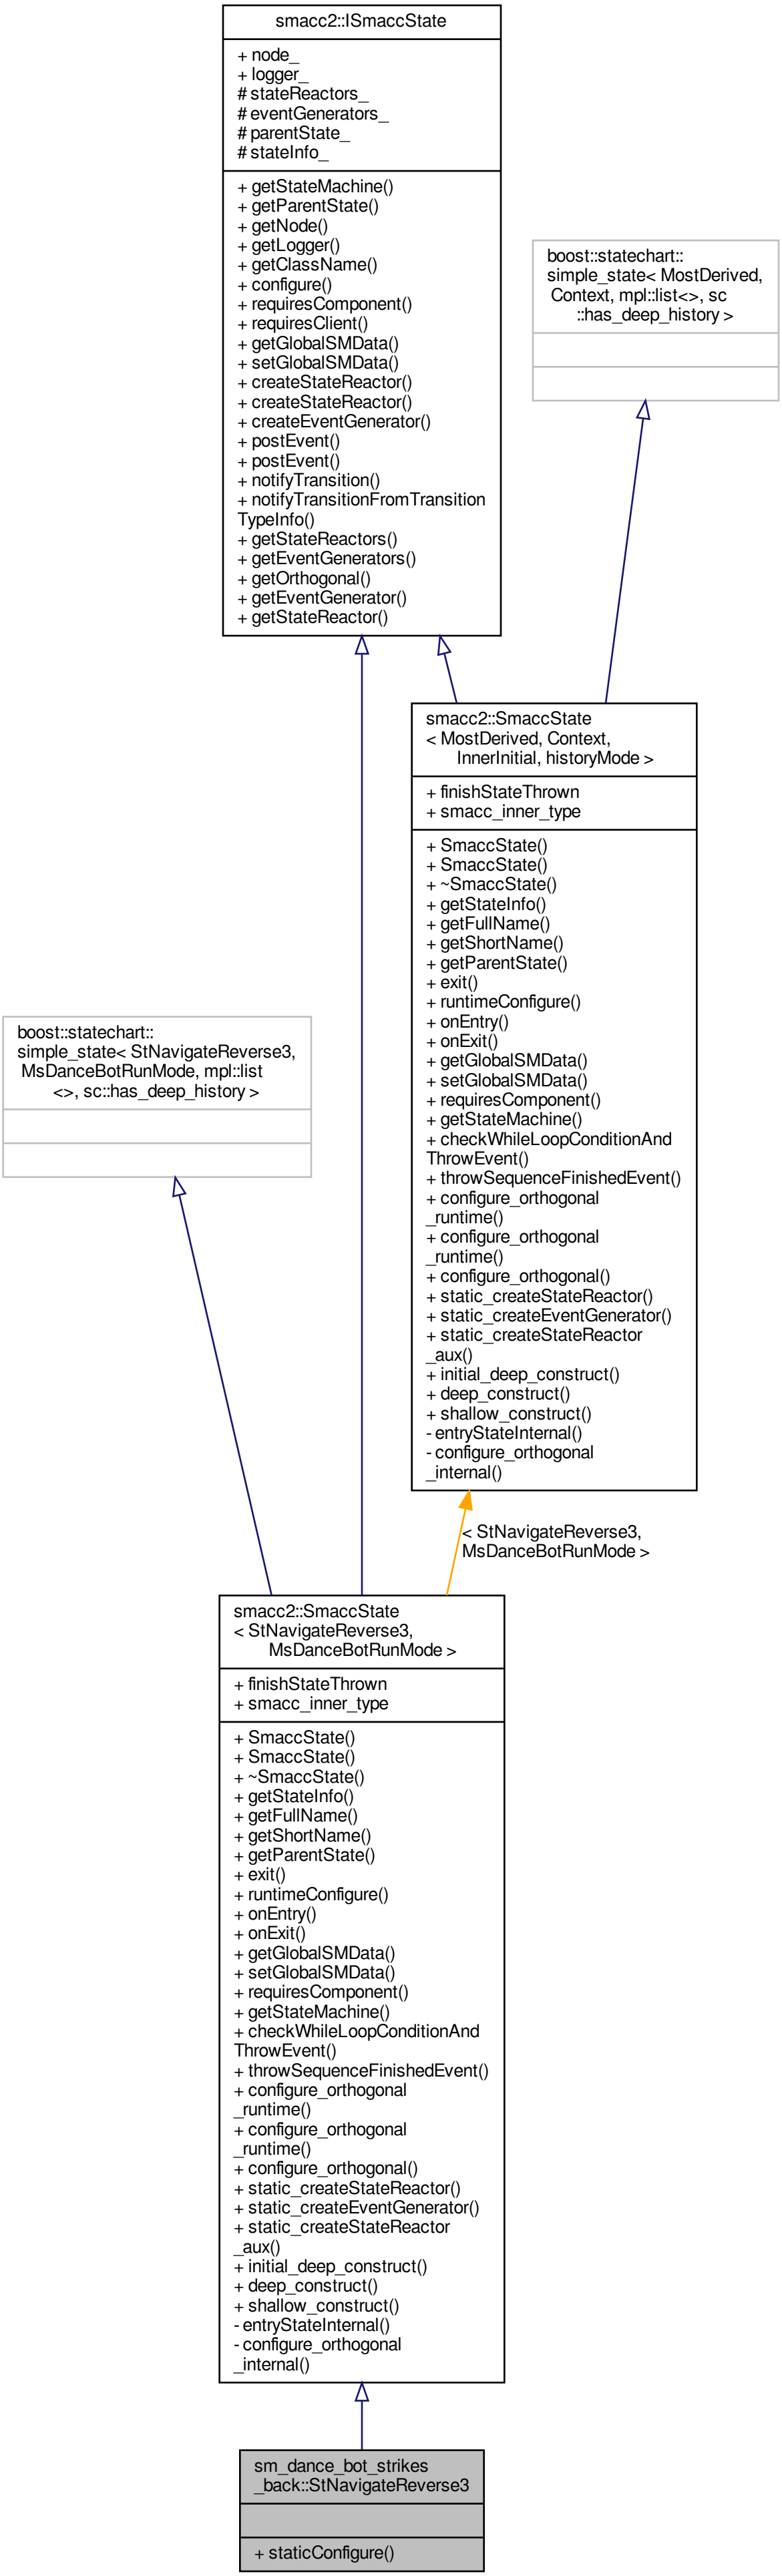 smacc2::ISmaccState
+ node_
+ logger_
# stateReactors_
# eventGenerators_
# parentState_
# stateInfo_
+ getStateMachine()
+ getParentState()
+ getNode()
+ getLogger()
+ getClassName()
+ configure()
+ requiresComponent()
+ requiresClient()
+ getGlobalSMData()
+ setGlobalSMData()
+ createStateReactor()
+ createStateReactor()
+ createEventGenerator()
+ postEvent()
+ postEvent()
+ notifyTransition()
+ notifyTransitionFromTransition
TypeInfo()
+ getStateReactors()
+ getEventGenerators()
+ getOrthogonal()
+ getEventGenerator()
+ getStateReactor()
boost::statechart::
simple_state< MostDerived,
Context, mpl::list<>, sc
::has_deep_history >
smacc2::SmaccState
< MostDerived, Context,
InnerInitial, historyMode >
+ finishStateThrown
+ smacc_inner_type
+ SmaccState()
+ SmaccState()
+ ~SmaccState()
+ getStateInfo()
+ getFullName()
+ getShortName()
+ getParentState()
+ exit()
+ runtimeConfigure()
+ onEntry()
+ onExit()
+ getGlobalSMData()
+ setGlobalSMData()
+ requiresComponent()
+ getStateMachine()
+ checkWhileLoopConditionAnd
ThrowEvent()
+ throwSequenceFinishedEvent()
+ configure_orthogonal
_runtime()
+ configure_orthogonal
_runtime()
+ configure_orthogonal()
+ static_createStateReactor()
+ static_createEventGenerator()
+ static_createStateReactor
_aux()
+ initial_deep_construct()
+ deep_construct()
+ shallow_construct()
- entryStateInternal()
- configure_orthogonal
_internal()
boost::statechart::
simple_state< StNavigateReverse3,
MsDanceBotRunMode, mpl::list
<>, sc::has_deep_history >
< StNavigateReverse3,
MsDanceBotRunMode >
smacc2::SmaccState
< StNavigateReverse3,
MsDanceBotRunMode >
+ finishStateThrown
+ smacc_inner_type
+ SmaccState()
+ SmaccState()
+ ~SmaccState()
+ getStateInfo()
+ getFullName()
+ getShortName()
+ getParentState()
+ exit()
+ runtimeConfigure()
+ onEntry()
+ onExit()
+ getGlobalSMData()
+ setGlobalSMData()
+ requiresComponent()
+ getStateMachine()
+ checkWhileLoopConditionAnd
ThrowEvent()
+ throwSequenceFinishedEvent()
+ configure_orthogonal
_runtime()
+ configure_orthogonal
_runtime()
+ configure_orthogonal()
+ static_createStateReactor()
+ static_createEventGenerator()
+ static_createStateReactor
_aux()
+ initial_deep_construct()
+ deep_construct()
+ shallow_construct()
- entryStateInternal()
- configure_orthogonal
_internal()
sm_dance_bot_strikes
_back::StNavigateReverse3
+ staticConfigure()